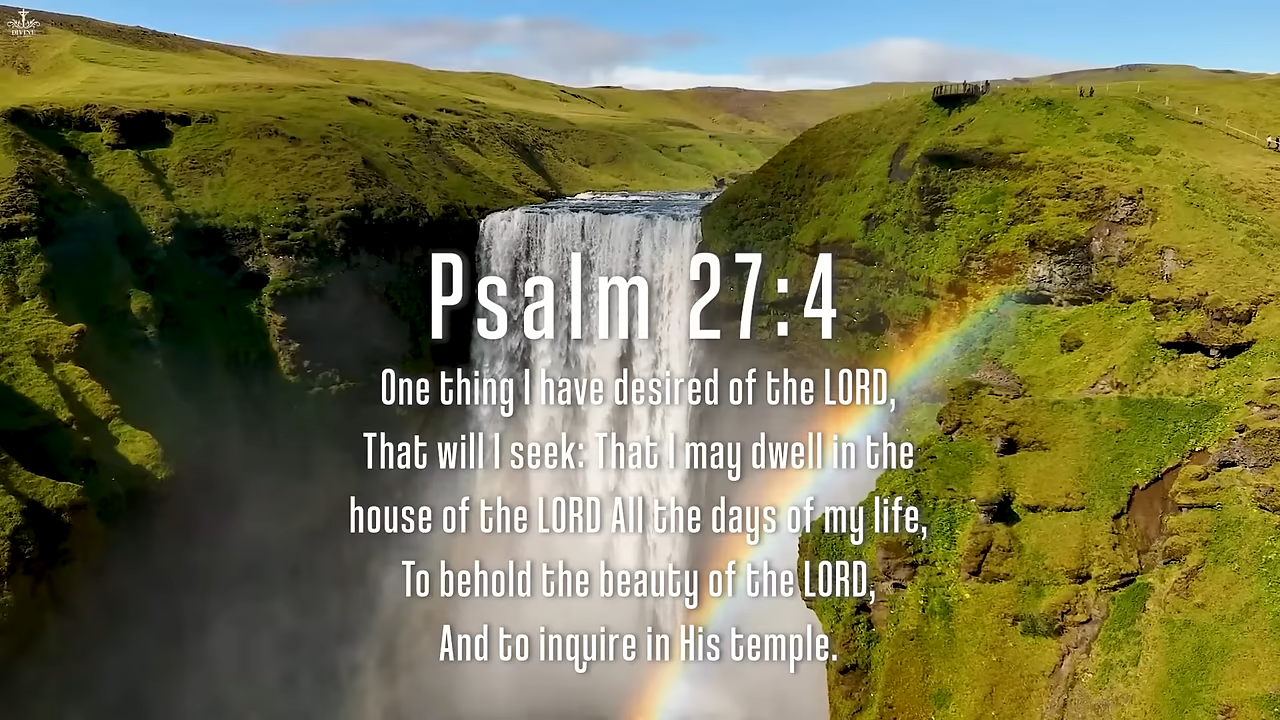 DIVINE
Psalm 27:4
One thing I have desired of the LORD,
That will I seek: That I may dwell in the
house of the LORD All the days of my life,
To behold the beauty of the LORD,
And to inquire in His temple.